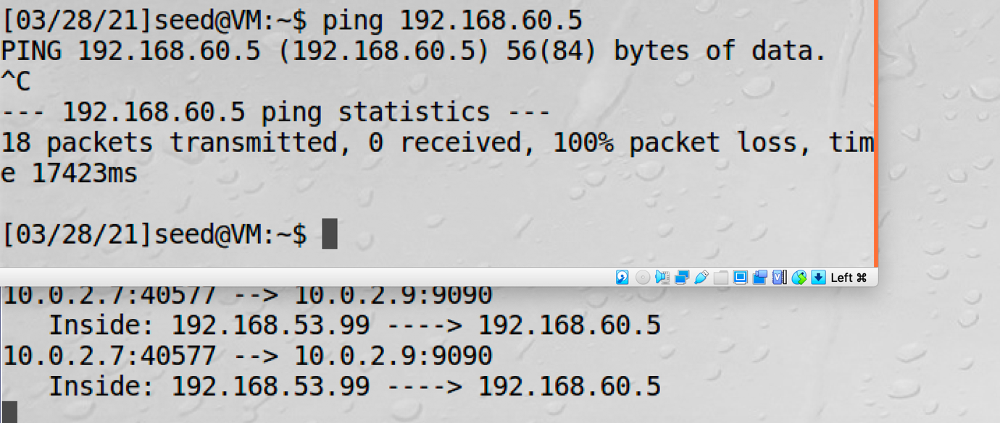 [03/28/21]seed@VM:~$ ping 192.168.60.5
PING 192.168.60.5 (192.168.60.5) 56(84) bytes of data.
^C
--- 192.168.60.5 ping statistics ---
18 packets transmitted, 0 received, 100% packet loss, tim
e 17423ms
[03/28/21]seed@VM:~$
Left ⌘
10.0.2.7:40577 --> 10.0.2.9:9090
Inside: 192.168.53.99 ----> 192.168.60.5
10.0.2.7:40577 --> 10.0.2.9:9090
Inside: 192.168.53.99 ----> 192.168.60.5